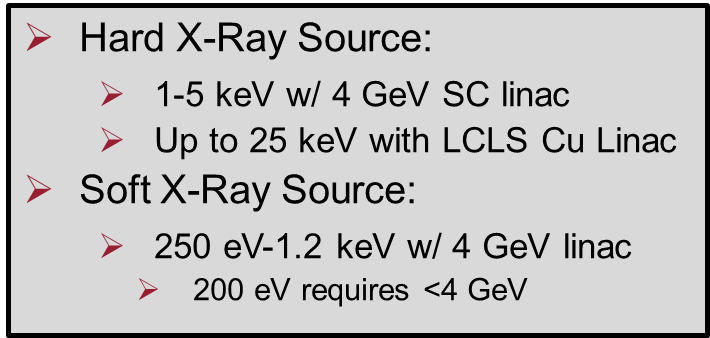 Hard X-Ray Source:
1-5 keV w/ 4 GeV SC linac
Up to 25 keV with LCLS Cu Linac
Soft X-Ray Source:
250 eV-1.2 keV w/ 4 GeV linac
200 eV requires <4 GeV